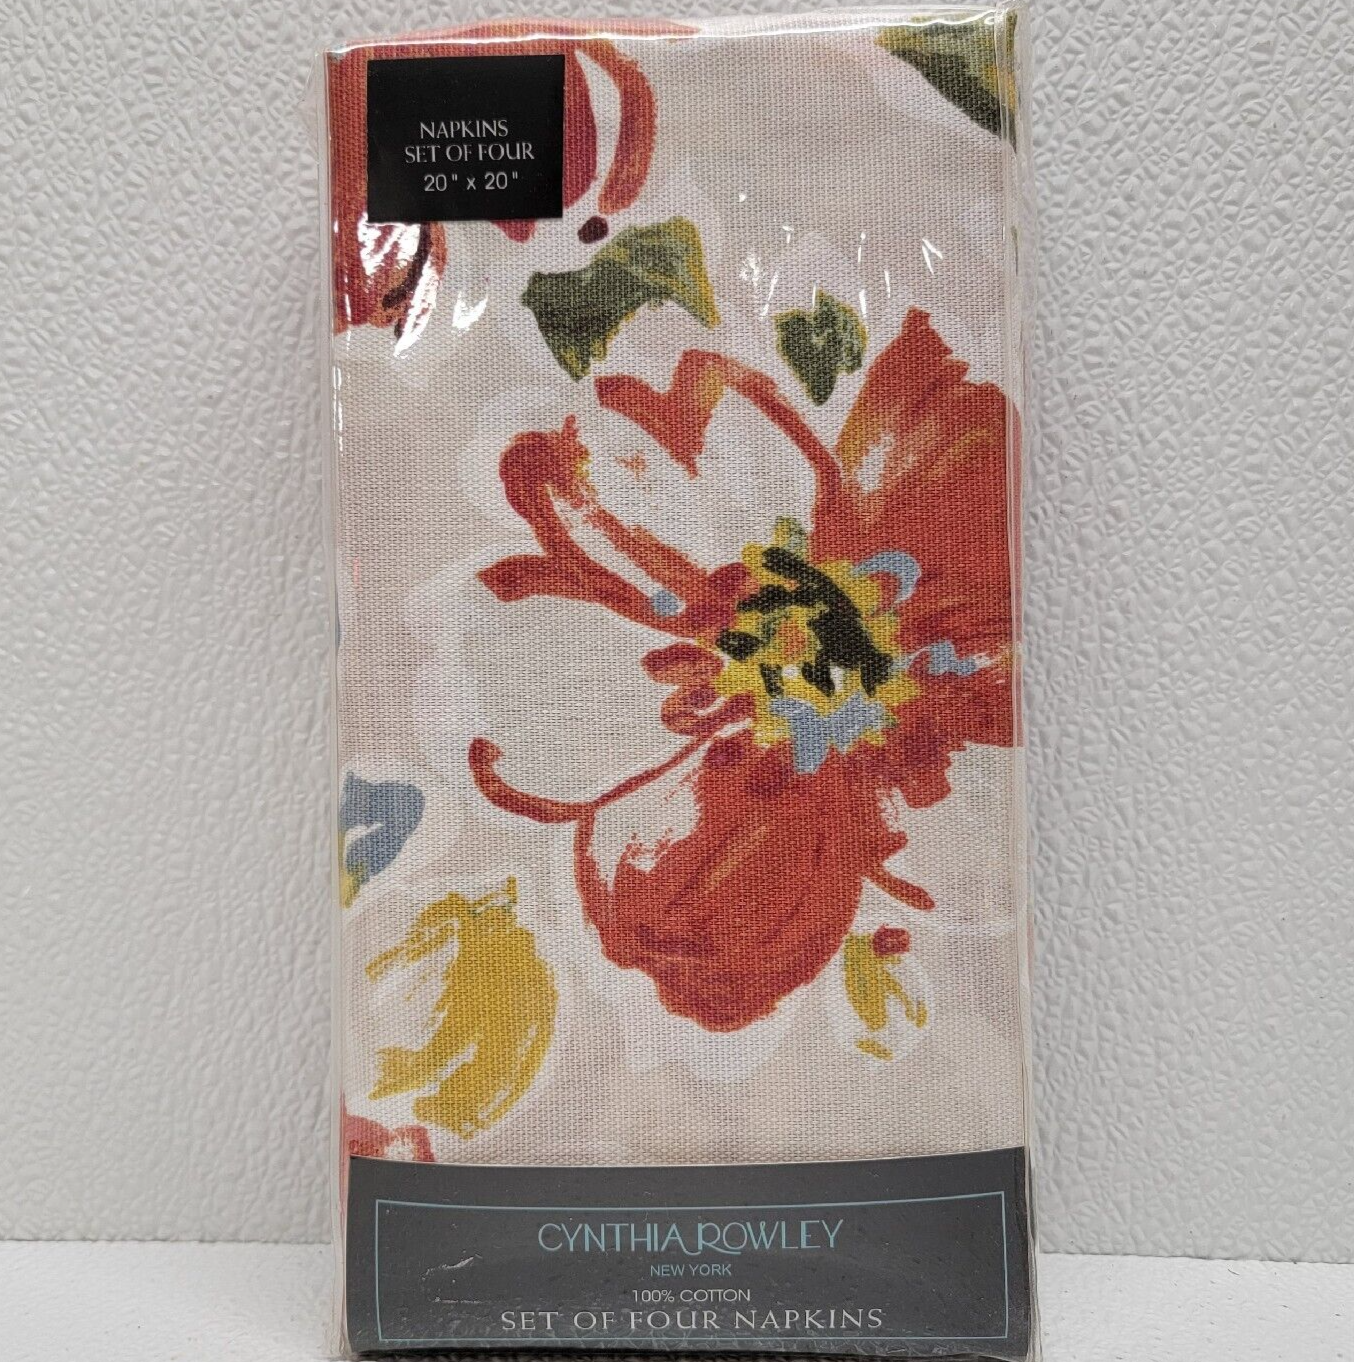 NAPKINS
SET OF FOUR
20" x 20"
CYNTHIA ROWLEY
NEW YORK
100% COTTON
SET OF FOUR NAPKINS